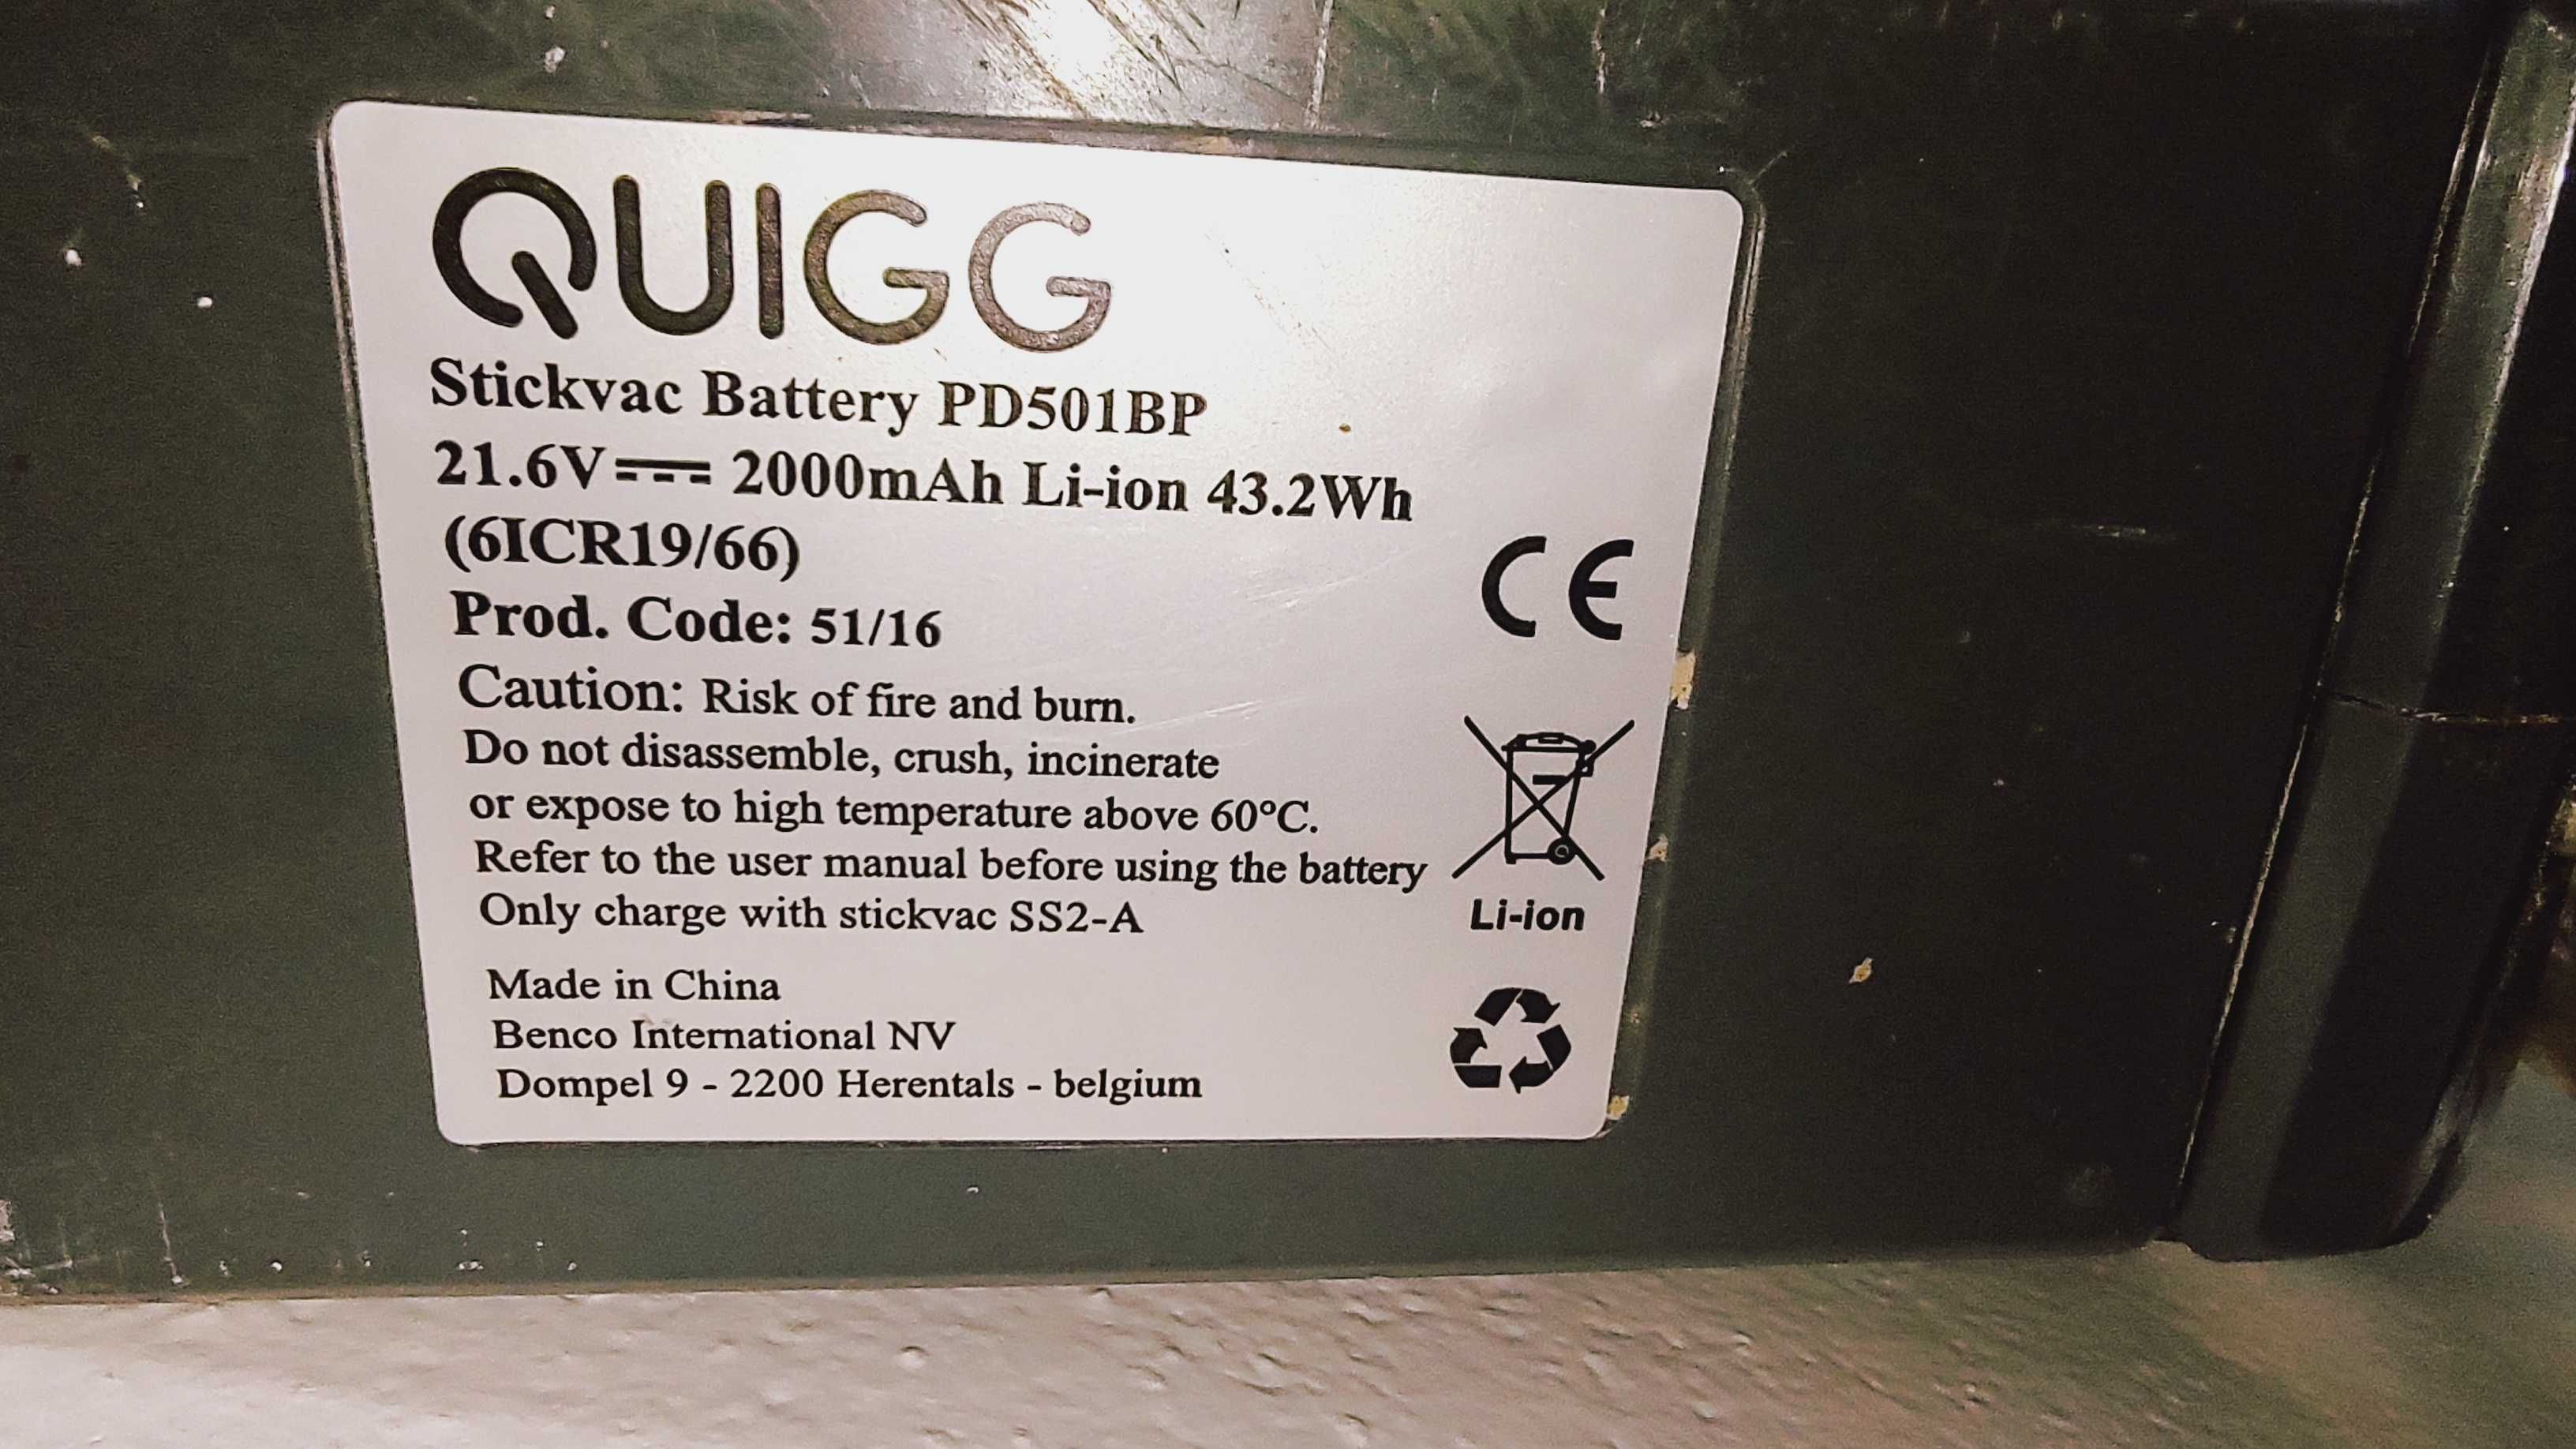 QUIGG
Stickvac Battery PD501BP
21.6V⎓ 2000mAh Li-ion 43.2Wh
(6ICR19/66)
Prod. Code: 51/16
Caution: Risk of fire and burn.
Do not disassemble, crush, incinerate
or expose to high temperature above 60°C.
Refer to the user manual before using the battery
Only charge with stickvac SS2-A
CE
Li-ion
Made in China
Benco International NV
Dompel 9 - 2200 Herentals - belgium